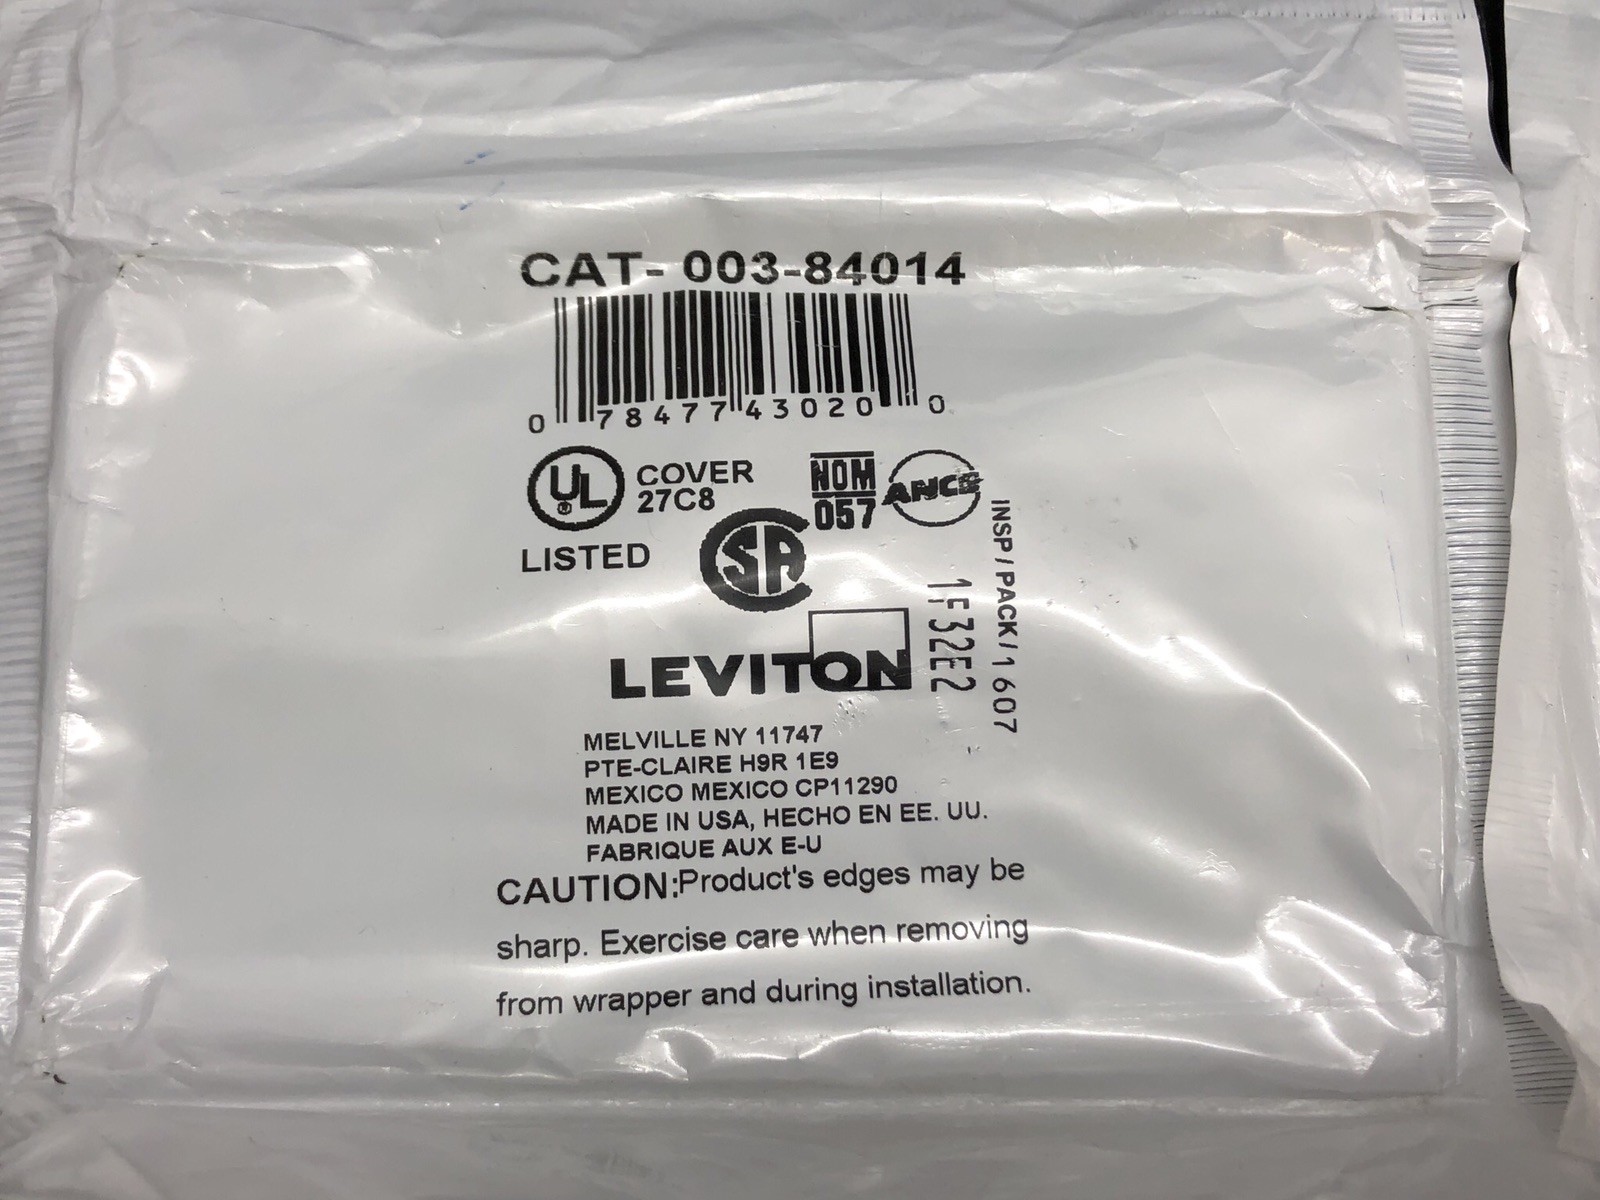 CAT- 003-84014
0 78477 43020 0
UL ® COVER
27C8
LISTED
NOM
057
ANCE
SA
INSP / PACK / 1607
1F32E2
LEVITON
MELVILLE NY 11747
PTE-CLAIRE H9R 1E9
MEXICO MEXICO CP11290
MADE IN USA, HECHO EN EE. UU.
FABRIQUE AUX E-U
CAUTION:Product's edges may be
sharp. Exercise care when removing
from wrapper and during installation.